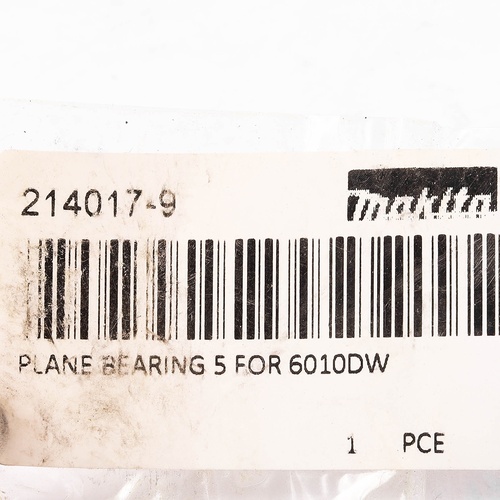 214017-9
makita
PLANE BEARING 5 FOR 6010DW
1 PCE